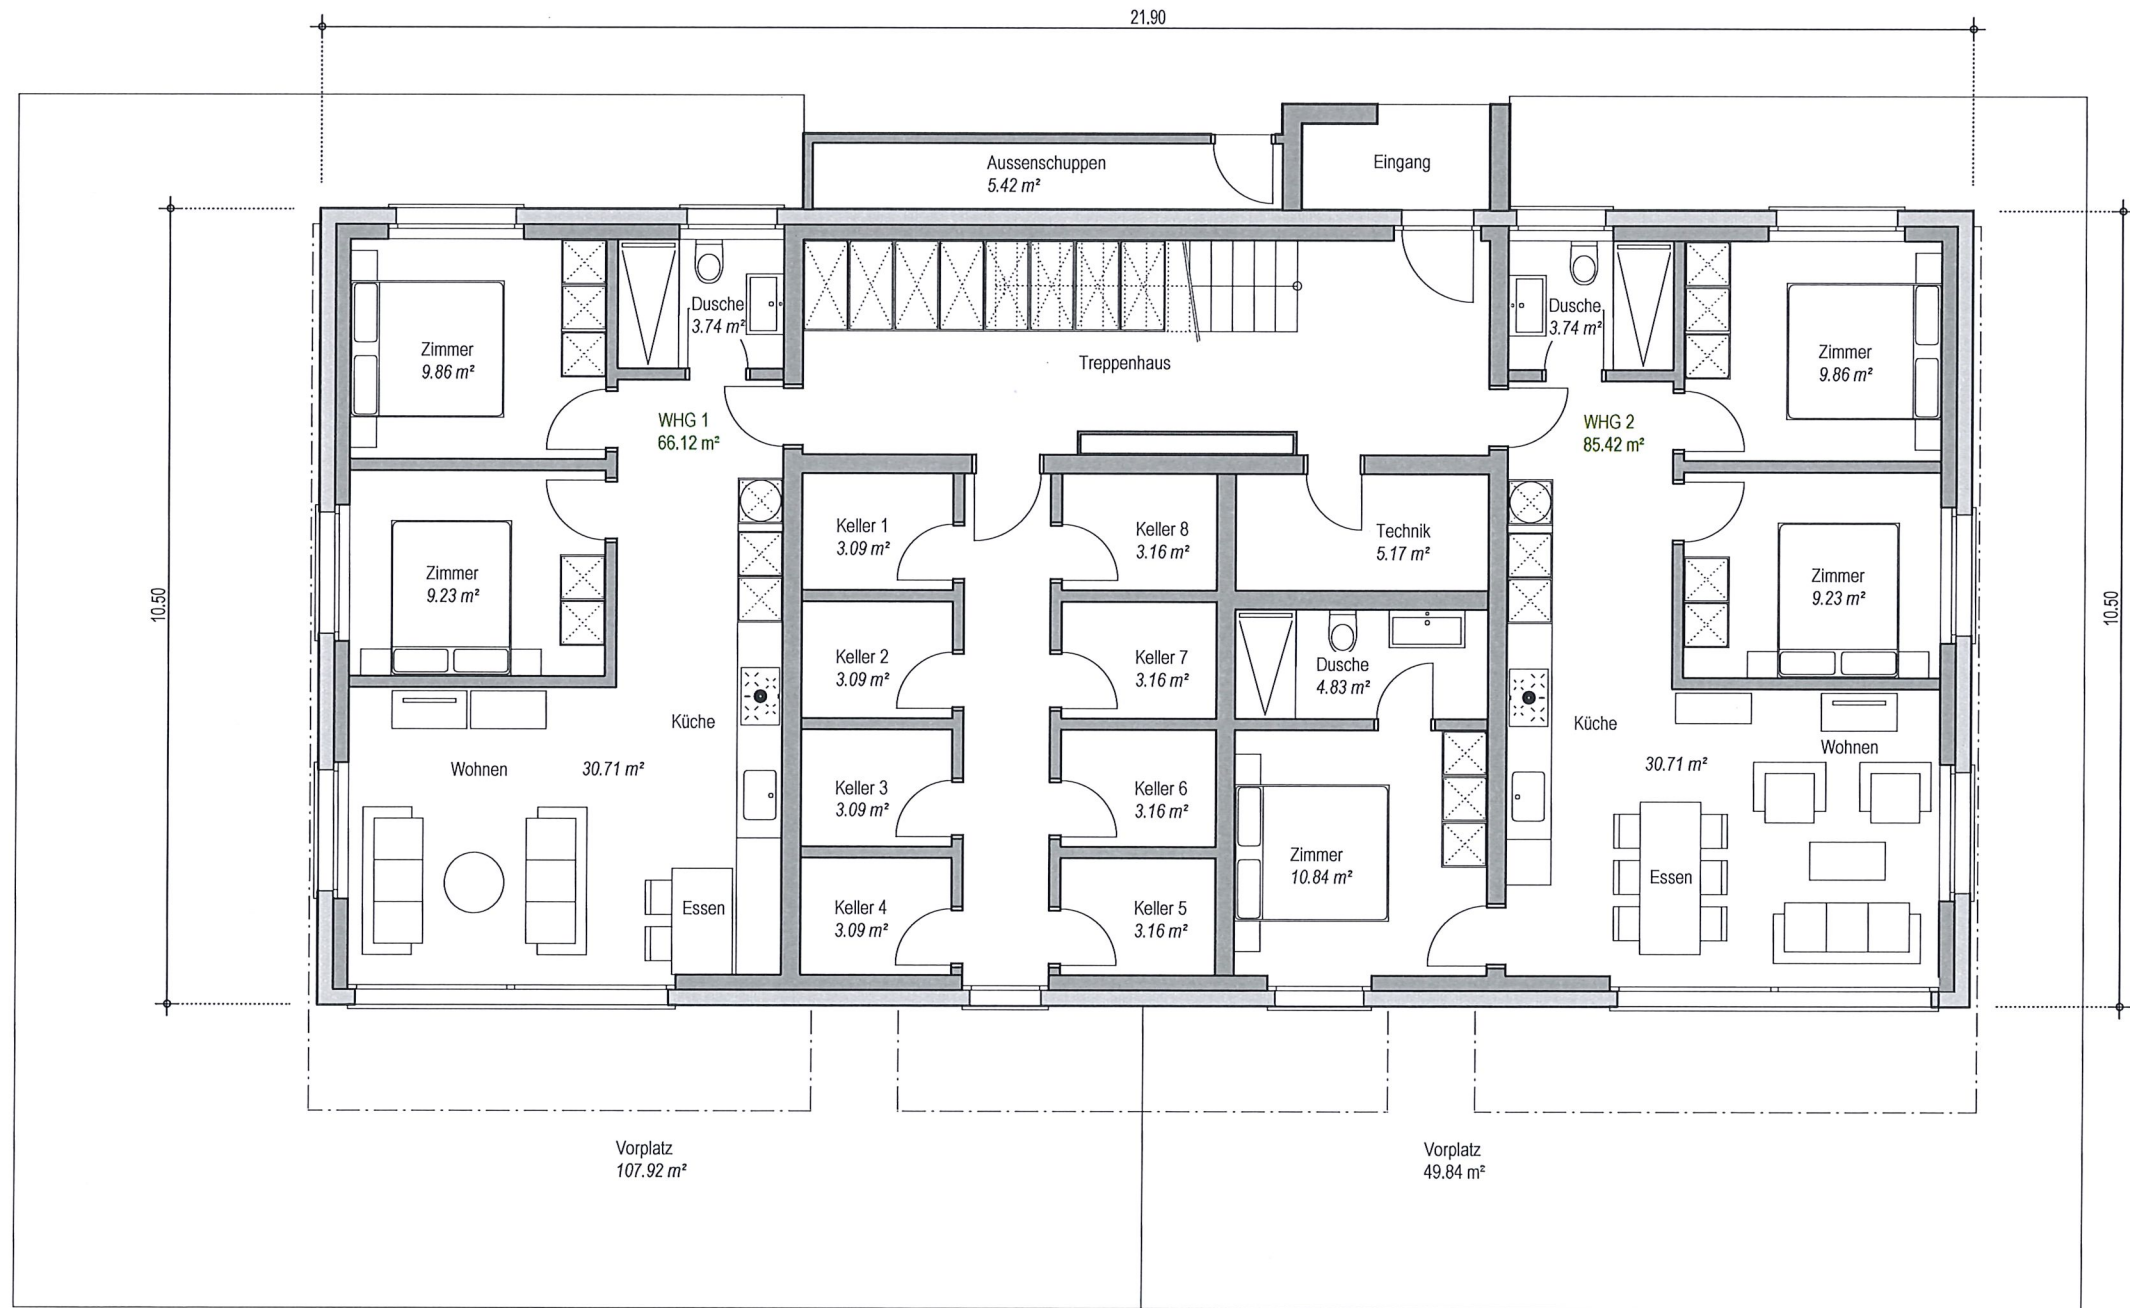 21.90
Aussenschuppen
5.42 m²
Eingang
Dusche
3.74 m²
Dusche
3.74 m²
Zimmer
9.86 m²
Treppenhaus
Zimmer
9.86 m²
WHG 1
66.12 m²
WHG 2
85.42 m²
Keller 1
3.09 m²
Keller 8
3.16 m²
Technik
5.17 m²
Zimmer
9.23 m²
Zimmer
9.23 m²
10.50
10.50
Keller 2
3.09 m²
Keller 7
3.16 m²
Dusche
4.83 m²
Küche
Küche
Wohnen
30.71 m²
Wohnen
30.71 m²
Keller 3
3.09 m²
Keller 6
3.16 m²
Zimmer
10.84 m²
Essen
Essen
Keller 4
3.09 m²
Keller 5
3.16 m²
Vorplatz
107.92 m²
Vorplatz
49.84 m²